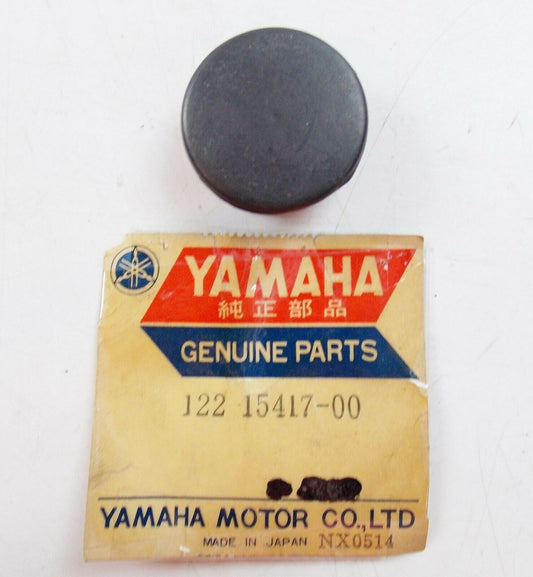 YAMAHA
純正部品
GENUINE PARTS
122 15417-00
YAMAHA MOTOR CO.,LTD
MADE IN JAPAN NX0514